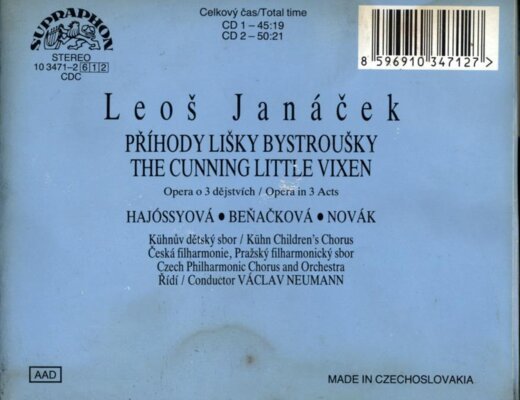 SUPRAPHON
STEREO
10 3471-2 612
CDC
Celkový čas/Total time
CD 1 – 45:19
CD 2 – 50:21
8 596910 347127 >
Leoš Janáček
PŘÍHODY LIŠKY BYSTROUŠKY
THE CUNNING LITTLE VIXEN
Opera o 3 dějstvích / Opera in 3 Acts
HAJÓSSYOVÁ • BEŇAČKOVÁ • NOVÁK
Kühnův dětský sbor / Kühn Children's Chorus
Česká filharmonie, Pražský filharmonický sbor
Czech Philharmonic Chorus and Orchestra
Řídí / Conductor VÁCLAV NEUMANN
AAD
MADE IN CZECHOSLOVAKIA